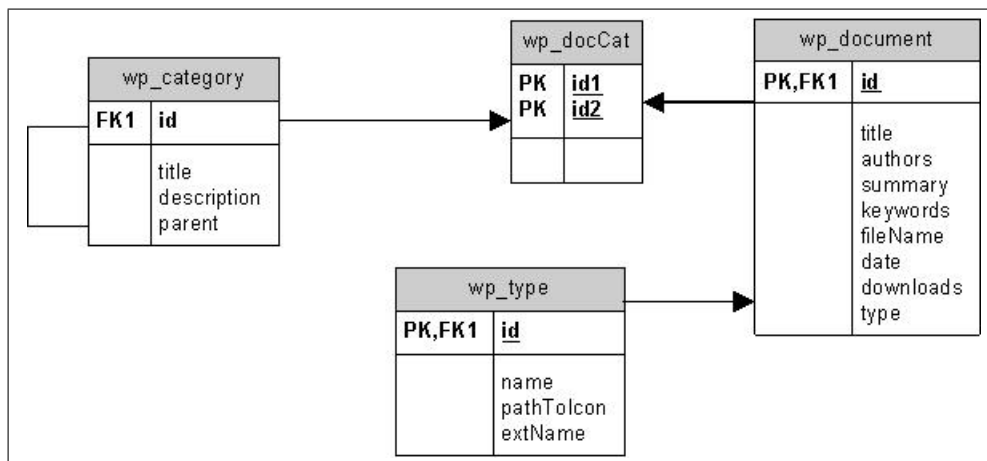 wp_category
FK1 id
title
description
parent
wp_docCat
PK id1
PK id2
wp_document
PK,FK1 id
title
authors
summary
keywords
fileName
date
downloads
type
wp_type
PK,FK1 id
name
pathToIcon
extName